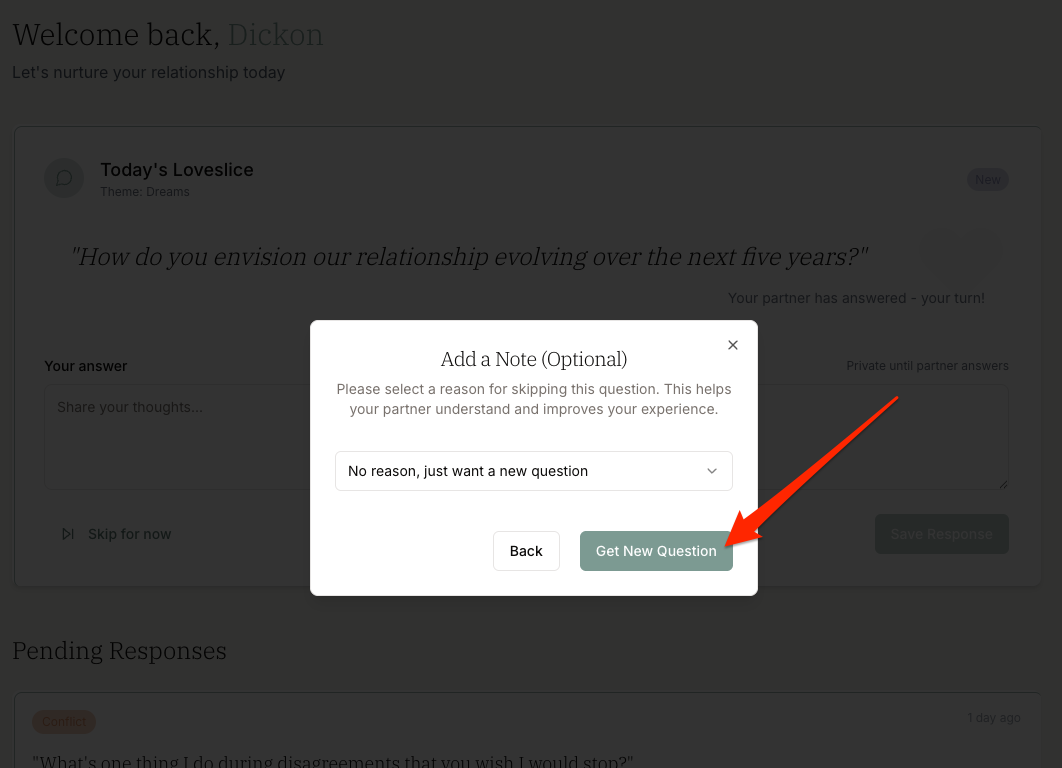 Welcome back, Dickon
Let's nurture your relationship today
Today's Loveslice
Theme: Dreams
New
"How do you envision our relationship evolving over the next five years?"
Your partner has answered - your turn!
Your answer
Private until partner answers
Share your thoughts...
Skip for now
Save Response
Add a Note (Optional)
Please select a reason for skipping this question. This helps
your partner understand and improves your experience.
No reason, just want a new question
Back
Get New Question
Pending Responses
Conflict
1 day ago
"What's one thing I do during disagreements that you wish I would stop?"